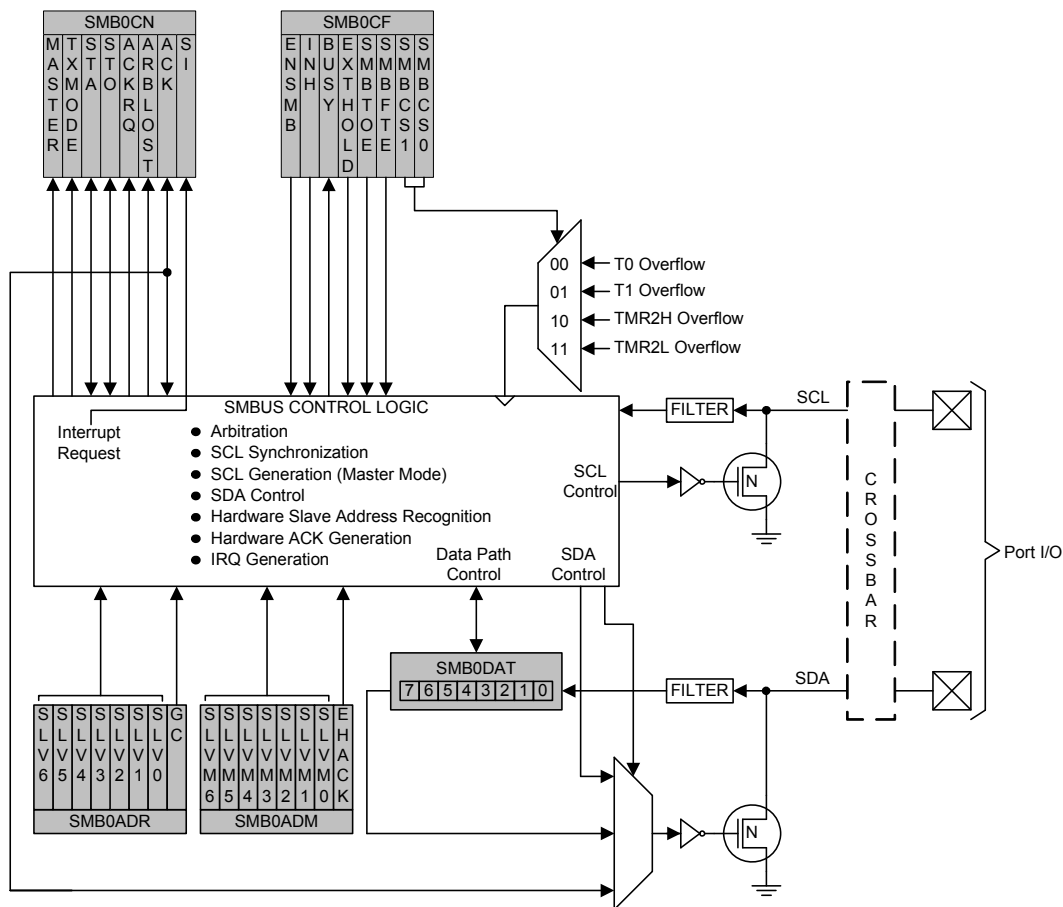 SMB0CN
MASTER
TXMODE
STA
STO
ACKRQ
ARBLOST
ACK
SI
SMB0CF
ENSMB
INH
BUSY
EXTHOLD
SMBTOE
SMBFTE
SMBCS1
SMBCS0
00
T0 Overflow
01
T1 Overflow
10
TMR2H Overflow
11
TMR2L Overflow
SMBUS CONTROL LOGIC
Interrupt
Request
● Arbitration
● SCL Synchronization
● SCL Generation (Master Mode)
● SDA Control
● Hardware Slave Address Recognition
● Hardware ACK Generation
● IRQ Generation
Data Path
Control
SDA
Control
SCL
Control
FILTER
SCL
N
CROSSBAR
Port I/O
SMB0DAT
7 6 5 4 3 2 1 0
FILTER
SDA
N
SLV6
SLV5
SLV4
SLV3
SLV2
SLV1
SLV0
GC
SMB0ADR
SLVM6
SLVM5
SLVM4
SLVM3
SLVM2
SLVM1
SLVM0
EHACK
SMB0ADM